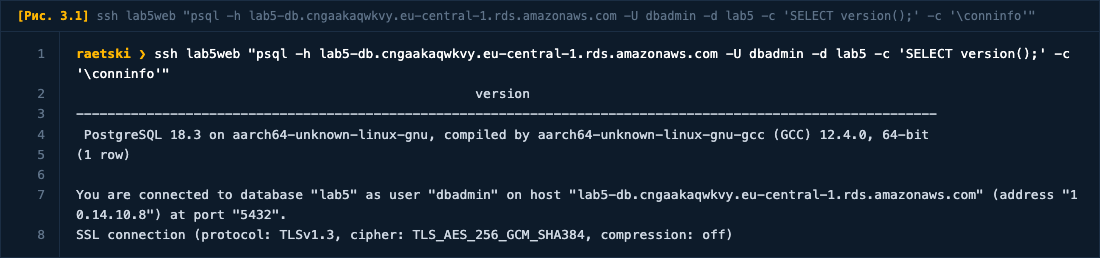 [Рис. 3.1] ssh lab5web "psql -h lab5-db.cngaakaqwkvy.eu-central-1.rds.amazonaws.com -U dbadmin -d lab5 -c 'SELECT version();' -c '\conninfo'"
1 raetski ❯ ssh lab5web "psql -h lab5-db.cngaakaqwkvy.eu-central-1.rds.amazonaws.com -U dbadmin -d lab5 -c 'SELECT version();' -c
'\conninfo'"
2 version
3 --------------------------------------------------------------------------------------------------------------
4 PostgreSQL 18.3 on aarch64-unknown-linux-gnu, compiled by aarch64-unknown-linux-gnu-gcc (GCC) 12.4.0, 64-bit
5 (1 row)
6
7 You are connected to database "lab5" as user "dbadmin" on host "lab5-db.cngaakaqwkvy.eu-central-1.rds.amazonaws.com" (address "1
0.14.10.8") at port "5432".
8 SSL connection (protocol: TLSv1.3, cipher: TLS_AES_256_GCM_SHA384, compression: off)